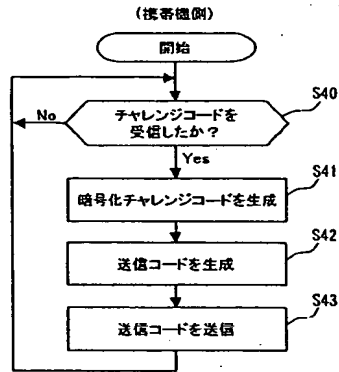 (携帯機側)
開始
S40
チャレンジコードを
受信したか？
No
Yes
S41
暗号化チャレンジコードを生成
S42
送信コードを生成
S43
送信コードを送信